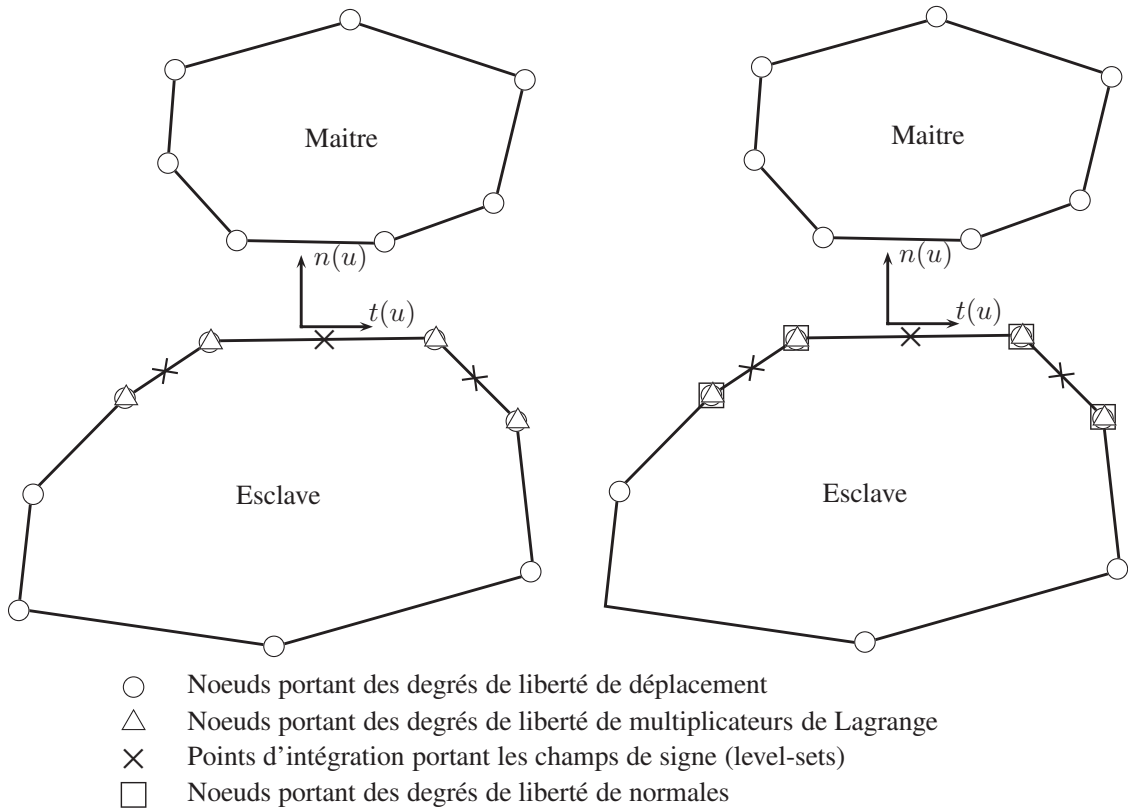 Maitre
Maitre
n(u)
n(u)
t(u)
t(u)
Esclave
Esclave
Noeuds portant des degrés de liberté de déplacement
Noeuds portant des degrés de liberté de multiplicateurs de Lagrange
Points d'intégration portant les champs de signe (level-sets)
Noeuds portant des degrés de liberté de normales